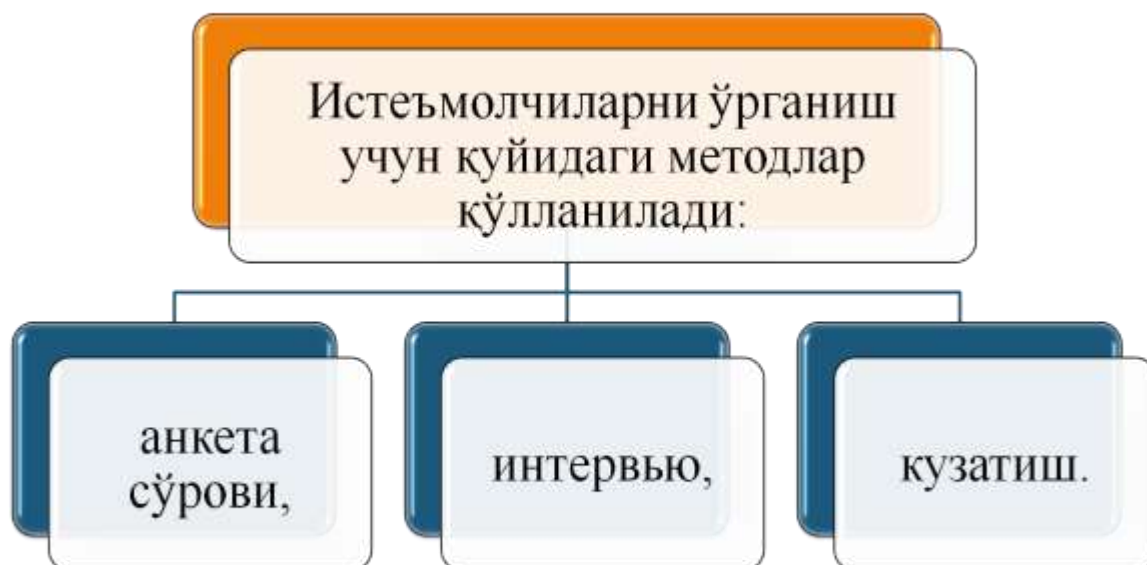 Истеъмолчиларни ўрганиш
учун қуйидаги методлар
қўлланилади:
анкета
сўрови,
интервью,
кузатиш.